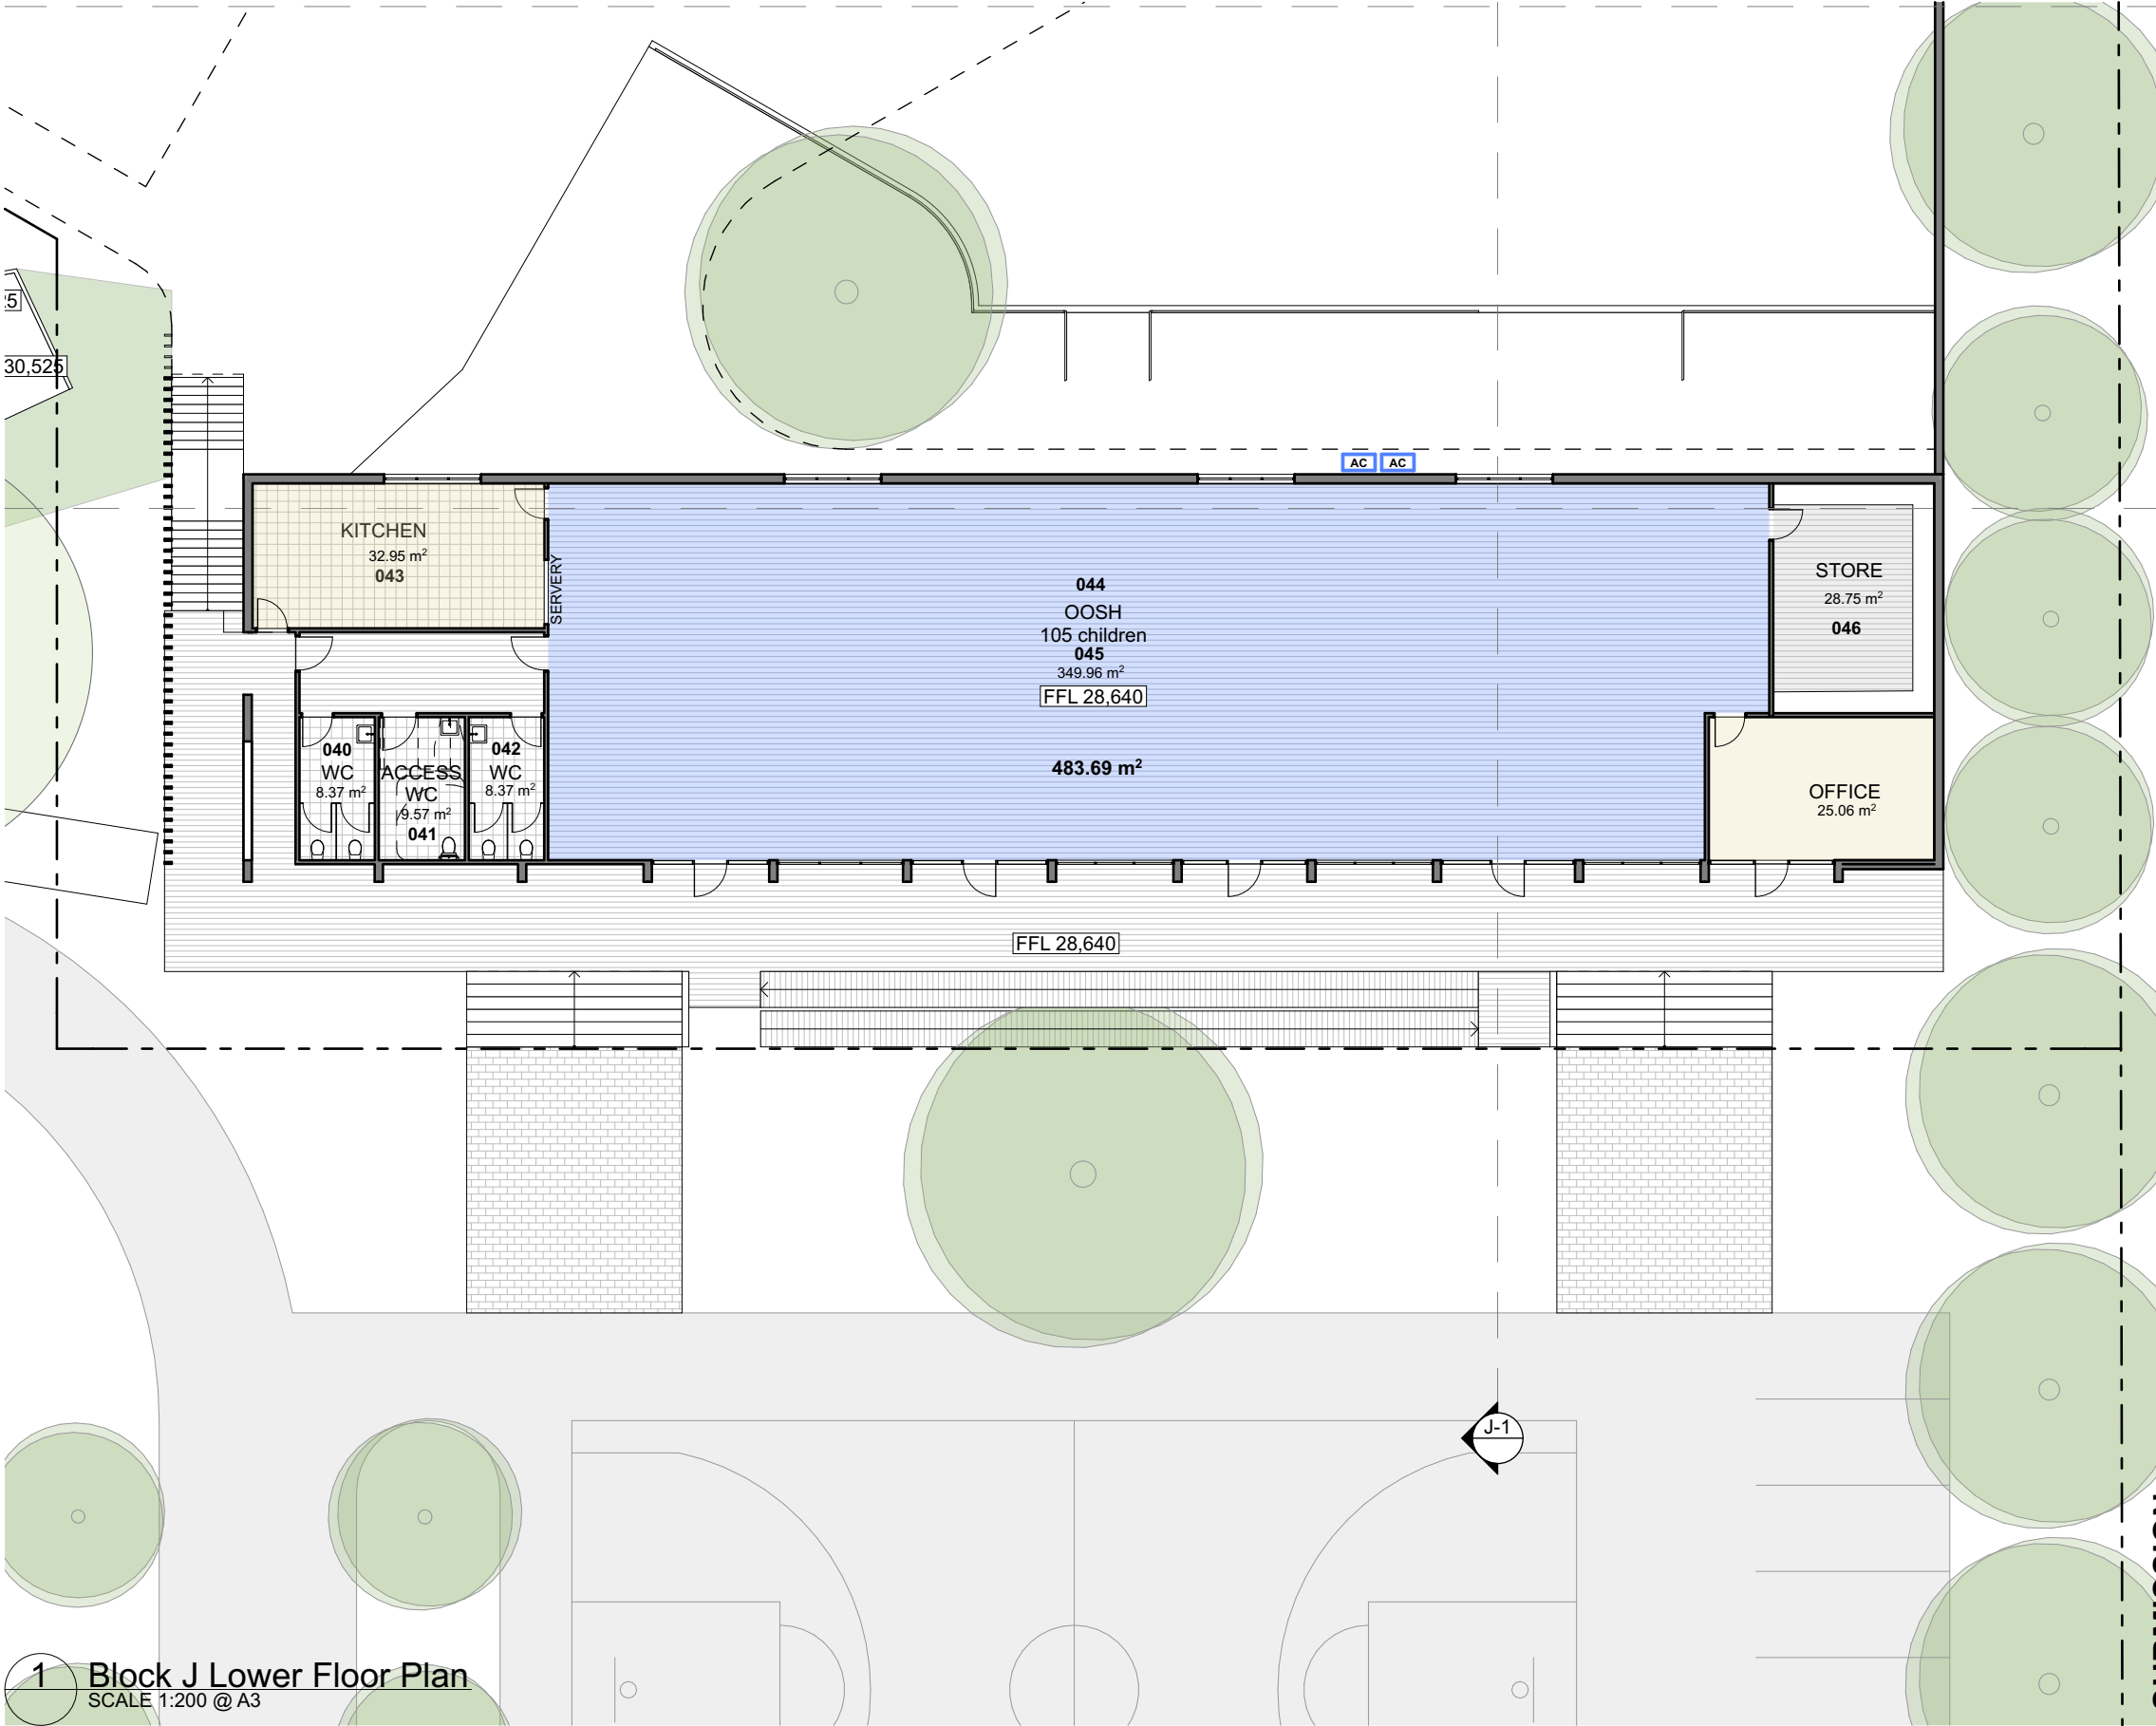 30,525
AC AC
KITCHEN
32.95 m²
043
SERVERY
044
OOSH
105 children
045
349.96 m²
FFL 28,640
483.69 m²
STORE
28.75 m²
046
040
WC
8.37 m²
ACCESS
WC
9.57 m²
041
042
WC
8.37 m²
OFFICE
25.06 m²
FFL 28,640
J-1
1
Block J Lower Floor Plan
SCALE 1:200 @ A3